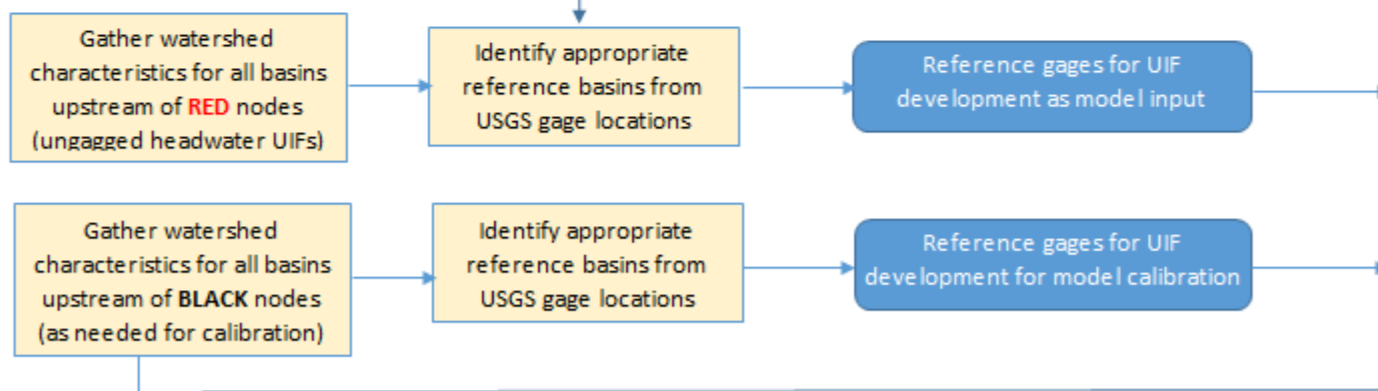 Gather watershed
characteristics for all basins
upstream of RED nodes
(ungagged headwater UIFs)
Identify appropriate
reference basins from
USGS gage locations
Reference gages for UIF
development as model input
Gather watershed
characteristics for all basins
upstream of BLACK nodes
(as needed for calibration)
Identify appropriate
reference basins from
USGS gage locations
Reference gages for UIF
development for model calibration